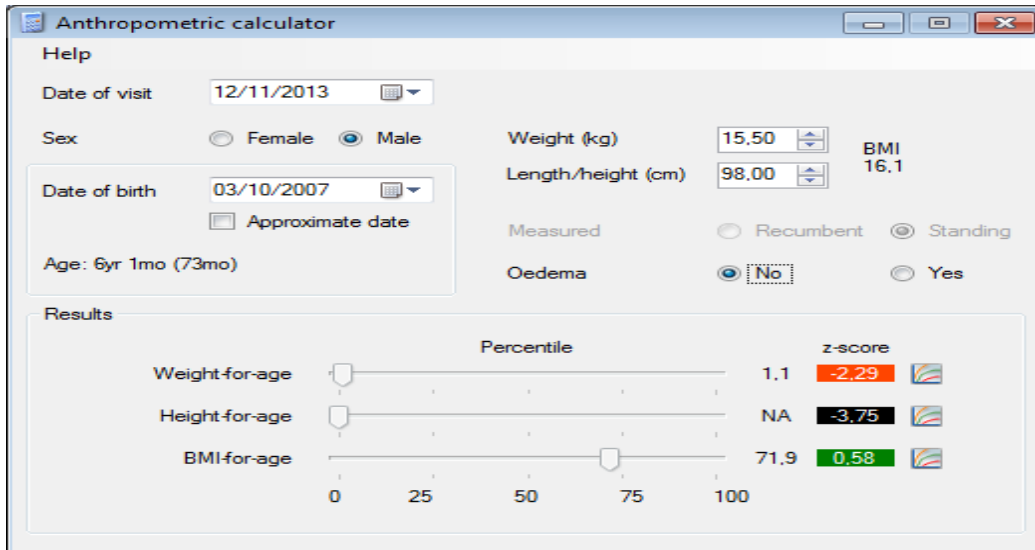 Anthropometric calculator
Help
Date of visit 12/11/2013
Sex Female Male
Weight (kg) 15,50
BMI
16,1
Length/height (cm) 98,00
Date of birth 03/10/2007
Approximate date
Age: 6yr 1mo (73mo)
Measured Recumbent Standing
Oedema No Yes
Results
Percentile z-score
Weight-for-age 1,1 -2,29
Height-for-age NA -3,75
BMI-for-age 71,9 0,58
0 25 50 75 100